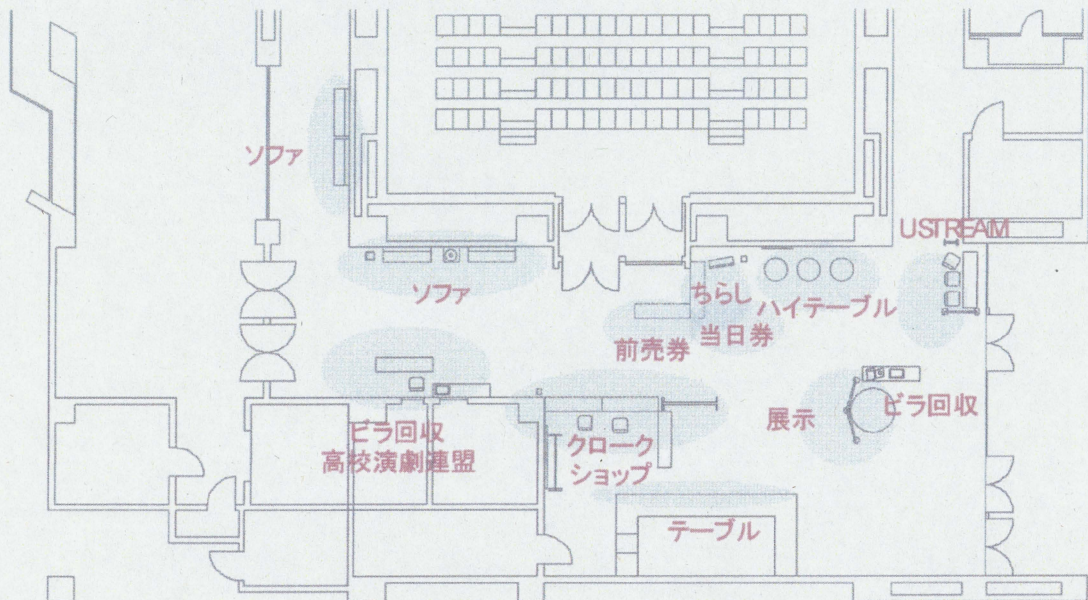 ソファ
USTREAM
ソファ
ちらし
ハイテーブル
前売券
当日券
ビラ回収
展示
ビラ回収
高校演劇連盟
クローク
ショップ
テーブル